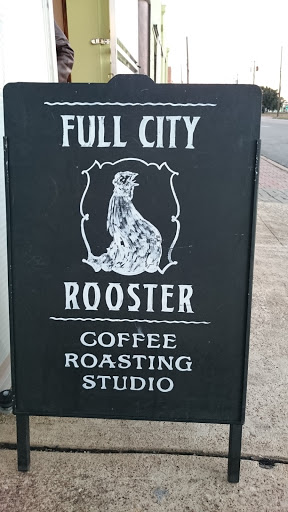 FULL CITY
ROOSTER
COFFEE
ROASTING
STUDIO